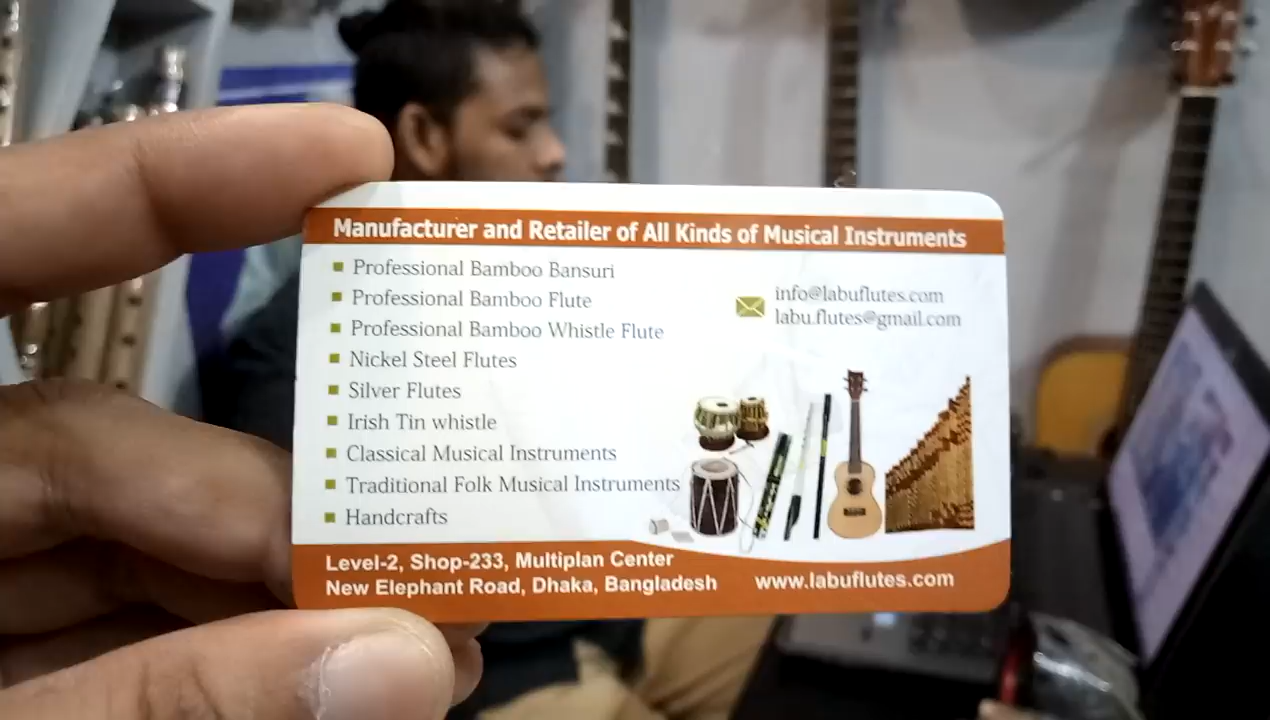 Manufacturer and Retailer of All Kinds of Musical Instruments
Professional Bamboo Bansuri
Professional Bamboo Flute
Professional Bamboo Whistle Flute
Nickel Steel Flutes
Silver Flutes
Irish Tin whistle
Classical Musical Instruments
Traditional Folk Musical Instruments
Handcrafts
info@labuflutes.com
labu.flutes@gmail.com
Level-2, Shop-233, Multiplan Center
New Elephant Road, Dhaka, Bangladesh
www.labuflutes.com